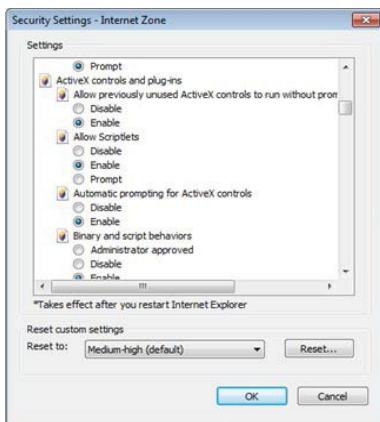 Security Settings - Internet Zone
Settings
Prompt
ActiveX controls and plug-ins
Allow previously unused ActiveX controls to run without prom
Disable
Enable
Allow Scriptlets
Disable
Enable
Prompt
Automatic prompting for ActiveX controls
Disable
Enable
Binary and script behaviors
Administrator approved
Disable
Enable
*Takes effect after you restart Internet Explorer
Reset custom settings
Reset to: Medium-high (default) Reset...
OK Cancel